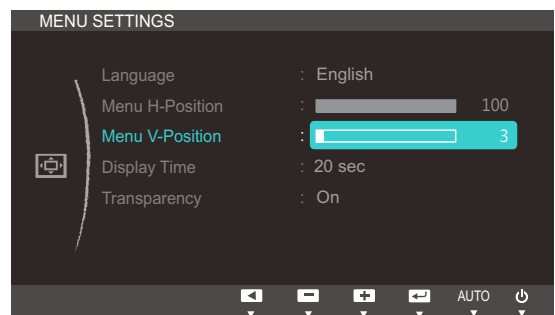 MENU SETTINGS
Language : English
Menu H-Position : 100
Menu V-Position : 3
Display Time : 20 sec
Transparency : On
AUTO